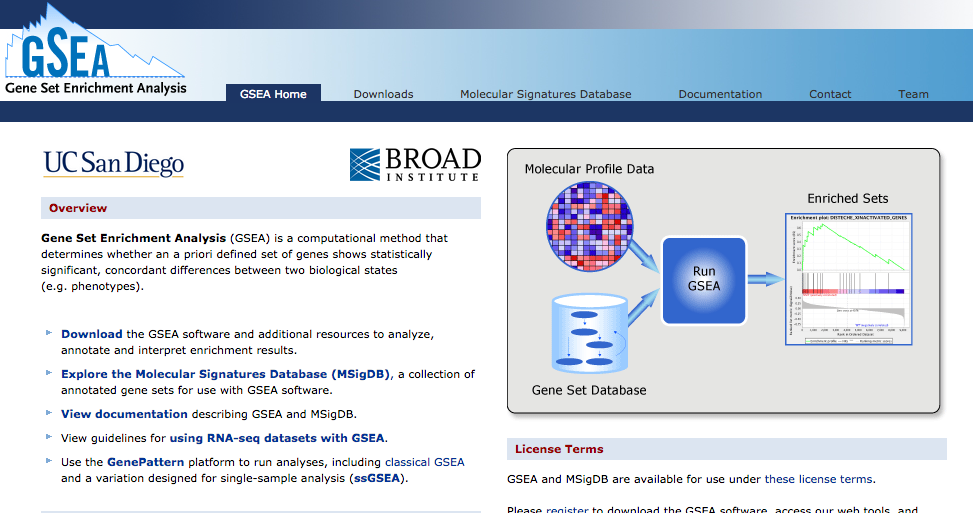 GSEA
Gene Set Enrichment Analysis
GSEA Home
Downloads
Molecular Signatures Database
Documentation
Contact
Team
UC San Diego
BROAD
INSTITUTE
Overview
Gene Set Enrichment Analysis (GSEA) is a computational method that
determines whether an a priori defined set of genes shows statistically
significant, concordant differences between two biological states
(e.g. phenotypes).
Download the GSEA software and additional resources to analyze,
annotate and interpret enrichment results.
Explore the Molecular Signatures Database (MSigDB), a collection of
annotated gene sets for use with GSEA software.
View documentation describing GSEA and MSigDB.
View guidelines for using RNA-seq datasets with GSEA.
Use the GenePattern platform to run analyses, including classical GSEA
and a variation designed for single-sample analysis (ssGSEA).
Molecular Profile Data
Enriched Sets
Enrichment plot: DISTECHE_XINACTIVATED_GENES
Run
GSEA
Gene Set Database
License Terms
GSEA and MSigDB are available for use under these license terms.
Please register to download the GSEA software, access our web tools, and